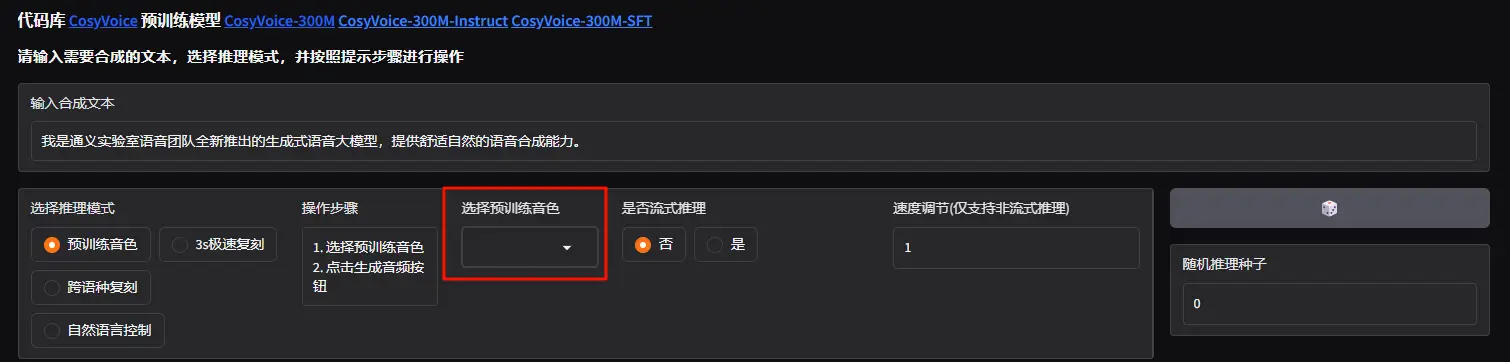 代码库 CosyVoice 预训练模型 CosyVoice-300M CosyVoice-300M-Instruct CosyVoice-300M-SFT
请输入需要合成的文本，选择推理模式，并按照提示步骤进行操作
输入合成文本
我是通义实验室语音团队全新推出的生成式语音大模型，提供舒适自然的语音合成能力。
选择推理模式
预训练音色
3s极速复刻
跨语种复刻
自然语言控制
操作步骤
1. 选择预训练音色
2. 点击生成音频按
钮
选择预训练音色
是否流式推理
否
是
速度调节(仅支持非流式推理)
1
随机推理种子
0